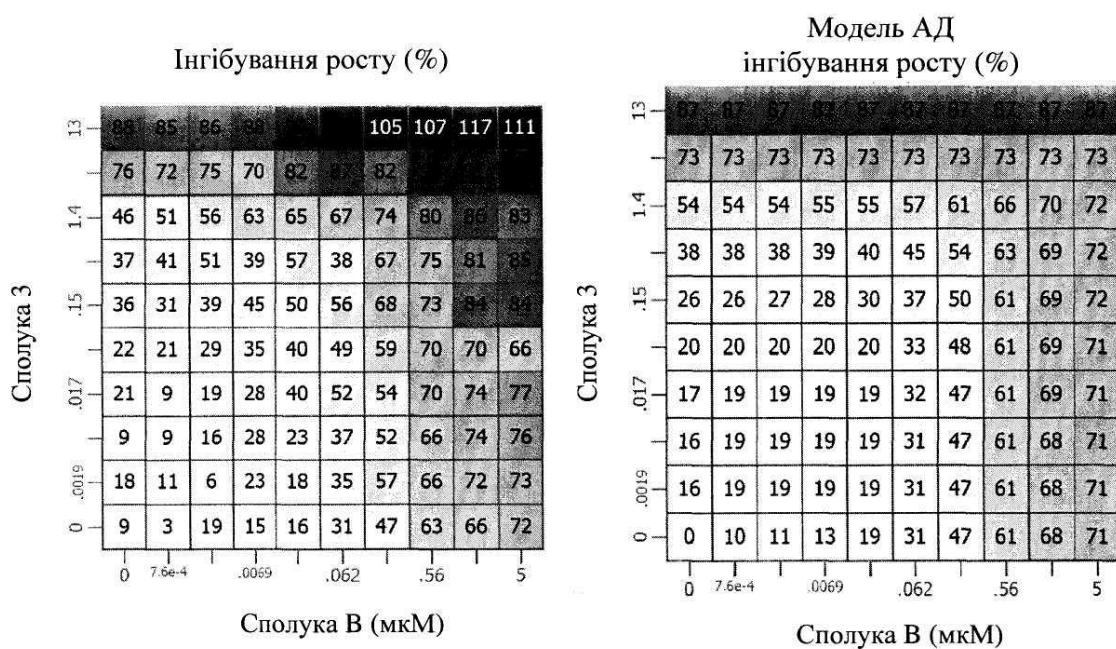 Інгібування росту (%)
13 88 85 86 88 105 107 117 111
76 72 75 70 82 87 82
1.4 46 51 56 63 65 67 74 80 86 83
37 41 51 39 57 38 67 75 81 85
.15 36 31 39 45 50 56 68 73 84 84
22 21 29 35 40 49 59 70 70 66
.017 21 9 19 28 40 52 54 70 74 77
9 9 16 28 23 37 52 66 74 76
.0019 18 11 6 23 18 35 57 66 72 73
0 9 3 19 15 16 31 47 63 66 72
0 7.6e-4 .0069 .062 .56 5
Сполука 3
Сполука В (мкМ)
Модель АД
інгібування росту (%)
13 87 87 87 87 87 87 87 87 87 87
73 73 73 73 73 73 73 73 73 73
1.4 54 54 54 55 55 57 61 66 70 72
38 38 38 39 40 45 54 63 69 72
.15 26 26 27 28 30 37 50 61 69 72
20 20 20 20 20 33 48 61 69 71
.017 17 19 19 19 19 32 47 61 69 71
16 19 19 19 19 31 47 61 68 71
.0019 16 19 19 19 19 31 47 61 68 71
0 0 10 11 13 19 31 47 61 68 71
0 7.6e-4 .0069 .062 .56 5
Сполука 3
Сполука В (мкМ)